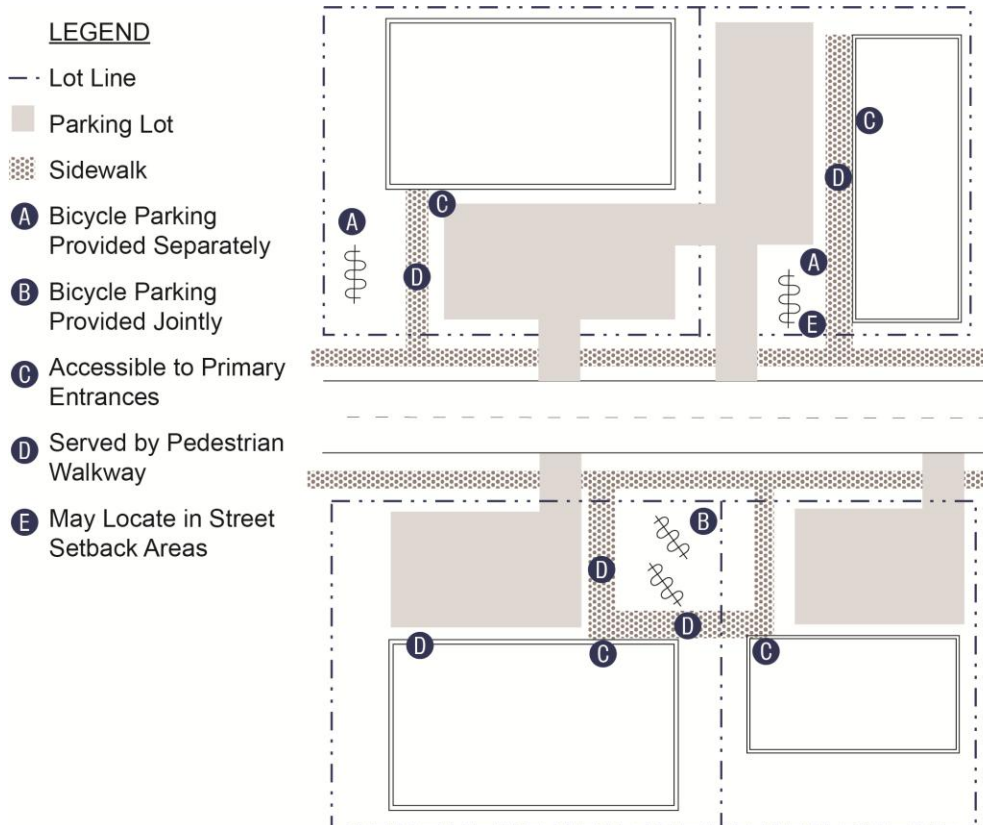 LEGEND
Lot Line
Parking Lot
Sidewalk
A Bicycle Parking
Provided Separately
B Bicycle Parking
Provided Jointly
C Accessible to Primary
Entrances
D Served by Pedestrian
Walkway
E May Locate in Street
Setback Areas
C
D
A
C
D
A
E
B
D
D
D
C
C